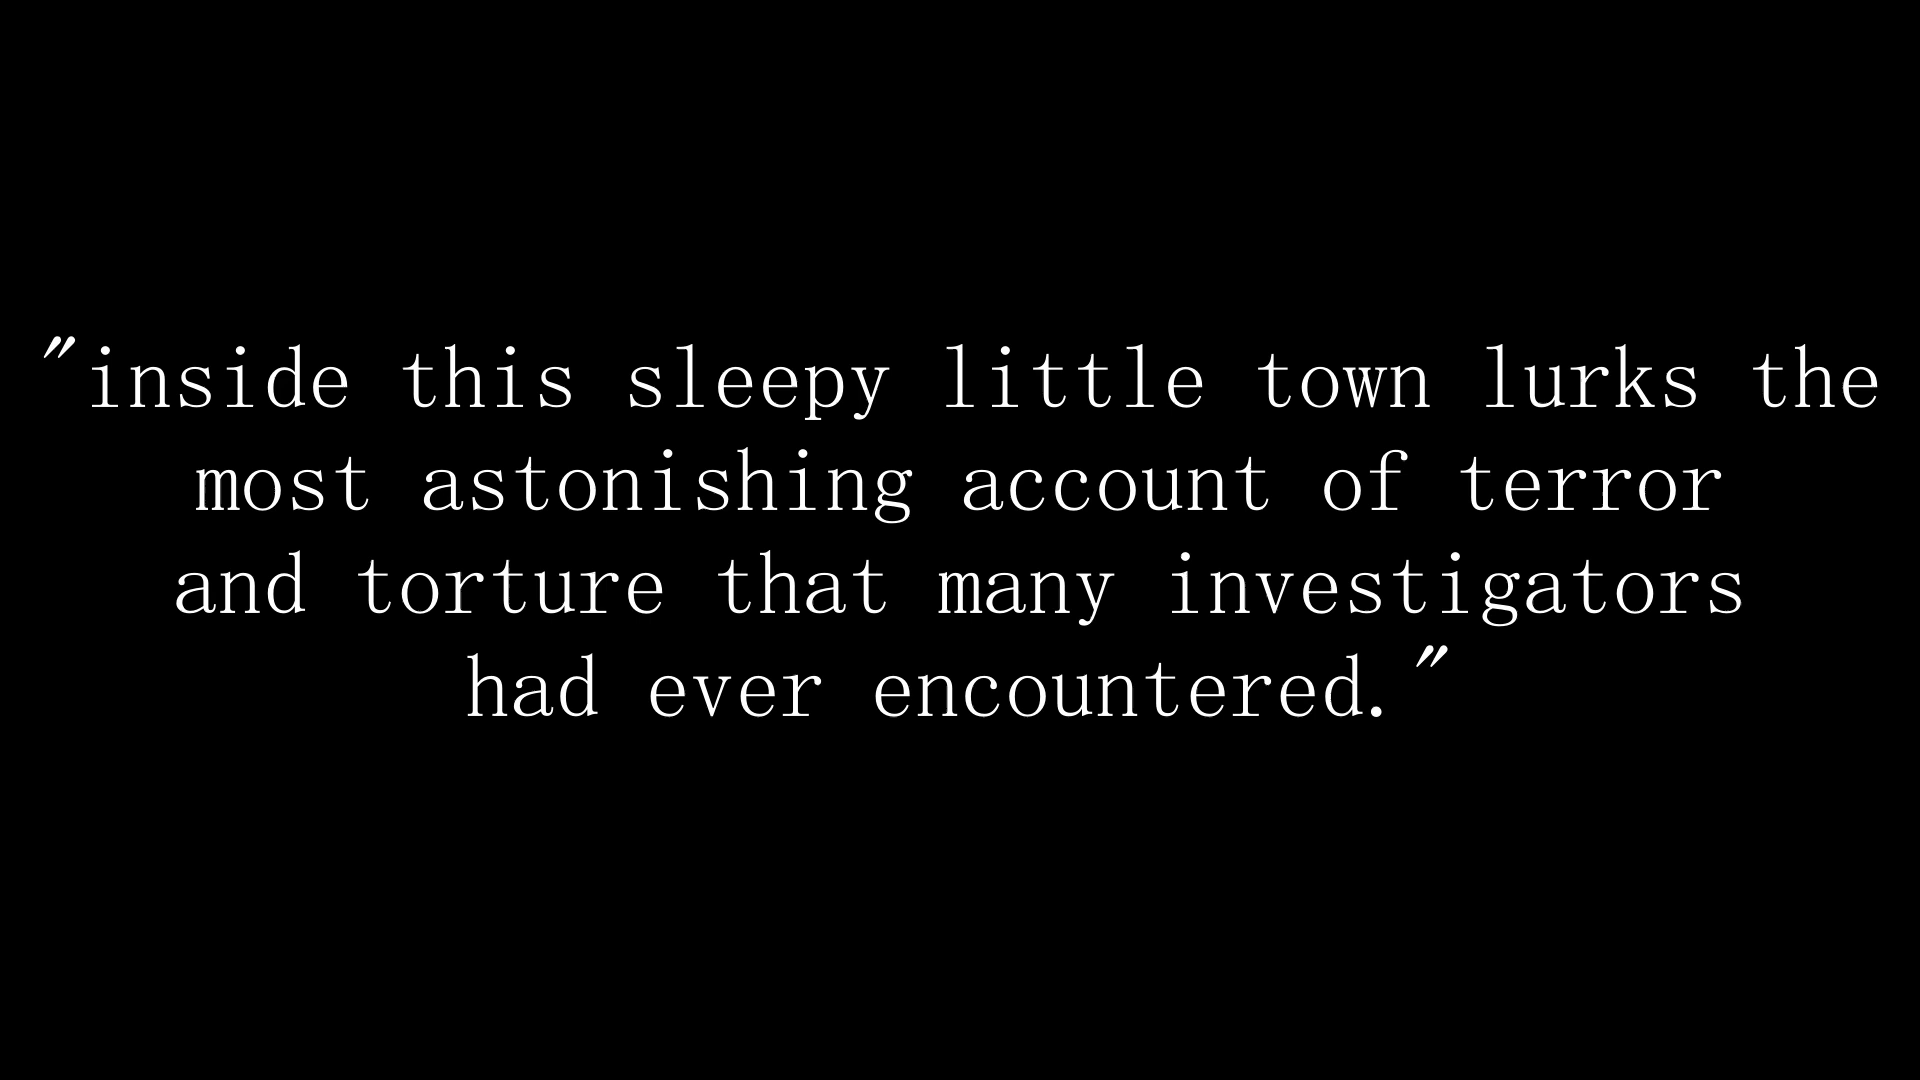 "inside this sleepy little town lurks the
most astonishing account of terror
and torture that many investigators
had ever encountered."